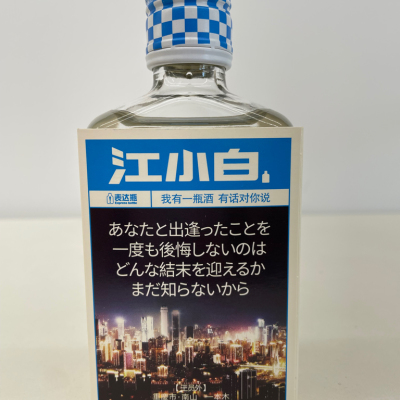 江小白
表达瓶
我有一瓶酒 有话对你说
あなたと出逢ったことを
一度も後悔しないのは
どんな結末を迎えるか
まだ知らないから